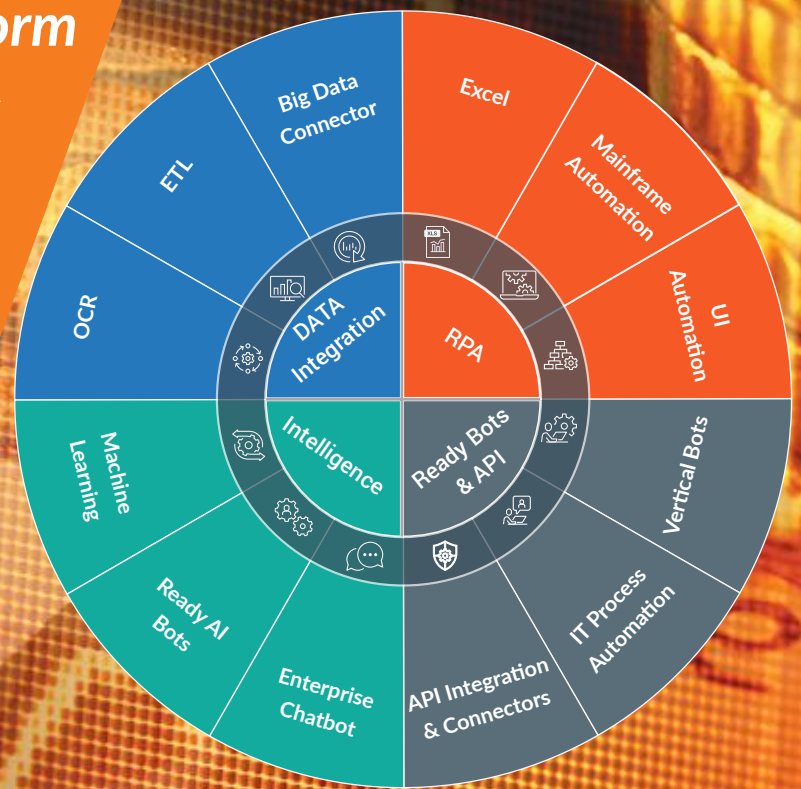 orm
Big Data
Connector
Excel
Mainframe
Automation
UI
Automation
Vertical Bots
IT Process
Automation
API Integration
& Connectors
Enterprise
Chatbot
Ready AI
Bots
Machine
Learning
OCR
ETL
XLS
DATA
Integration
RPA
Ready Bots
& API
Intelligence